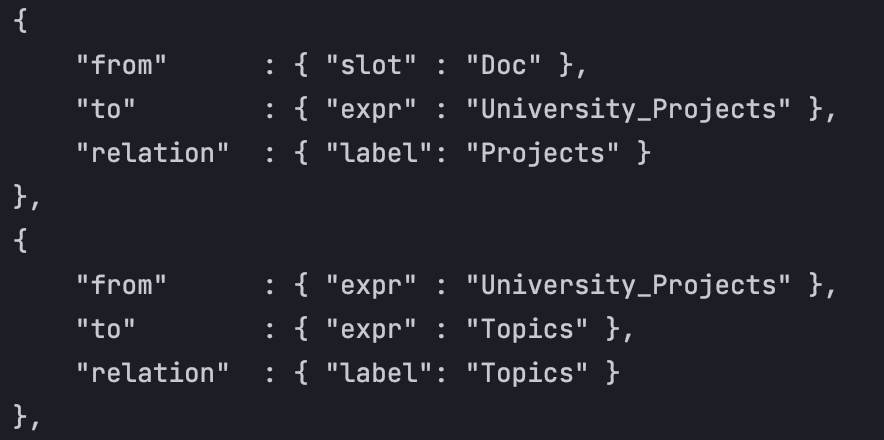 {
    "from"      : { "slot" : "Doc" },
    "to"        : { "expr" : "University_Projects" },
    "relation"  : { "label": "Projects" }
},
{
    "from"      : { "expr" : "University_Projects" },
    "to"        : { "expr" : "Topics" },
    "relation"  : { "label": "Topics" }
},